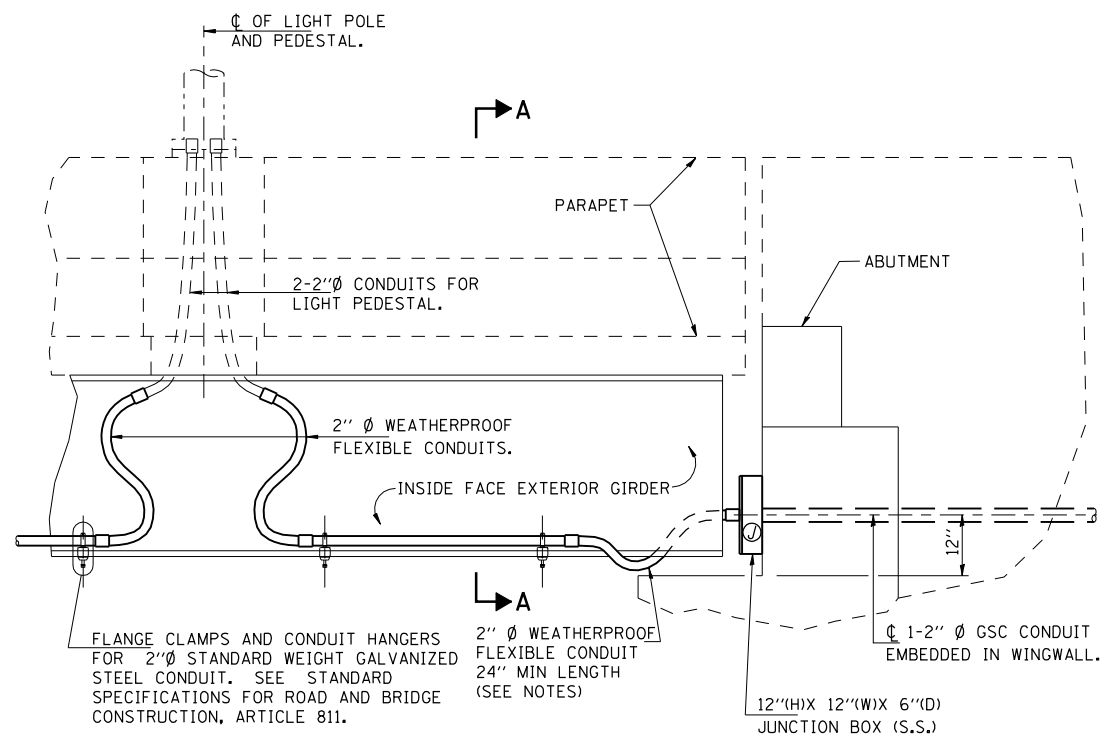 ℄ OF LIGHT POLE
AND PEDESTAL.
A
PARAPET
ABUTMENT
2-2''Ø CONDUITS FOR
LIGHT PEDESTAL.
2'' Ø WEATHERPROOF
FLEXIBLE CONDUITS.
INSIDE FACE EXTERIOR GIRDER
J
12''
A
FLANGE CLAMPS AND CONDUIT HANGERS
FOR 2''Ø STANDARD WEIGHT GALVANIZED
STEEL CONDUIT. SEE STANDARD
SPECIFICATIONS FOR ROAD AND BRIDGE
CONSTRUCTION, ARTICLE 811.
2'' Ø WEATHERPROOF
FLEXIBLE CONDUIT
24'' MIN LENGTH
(SEE NOTES)
℄ 1-2'' Ø GSC CONDUIT
EMBEDDED IN WINGWALL.
12''(H)X 12''(W)X 6''(D)
JUNCTION BOX (S.S.)